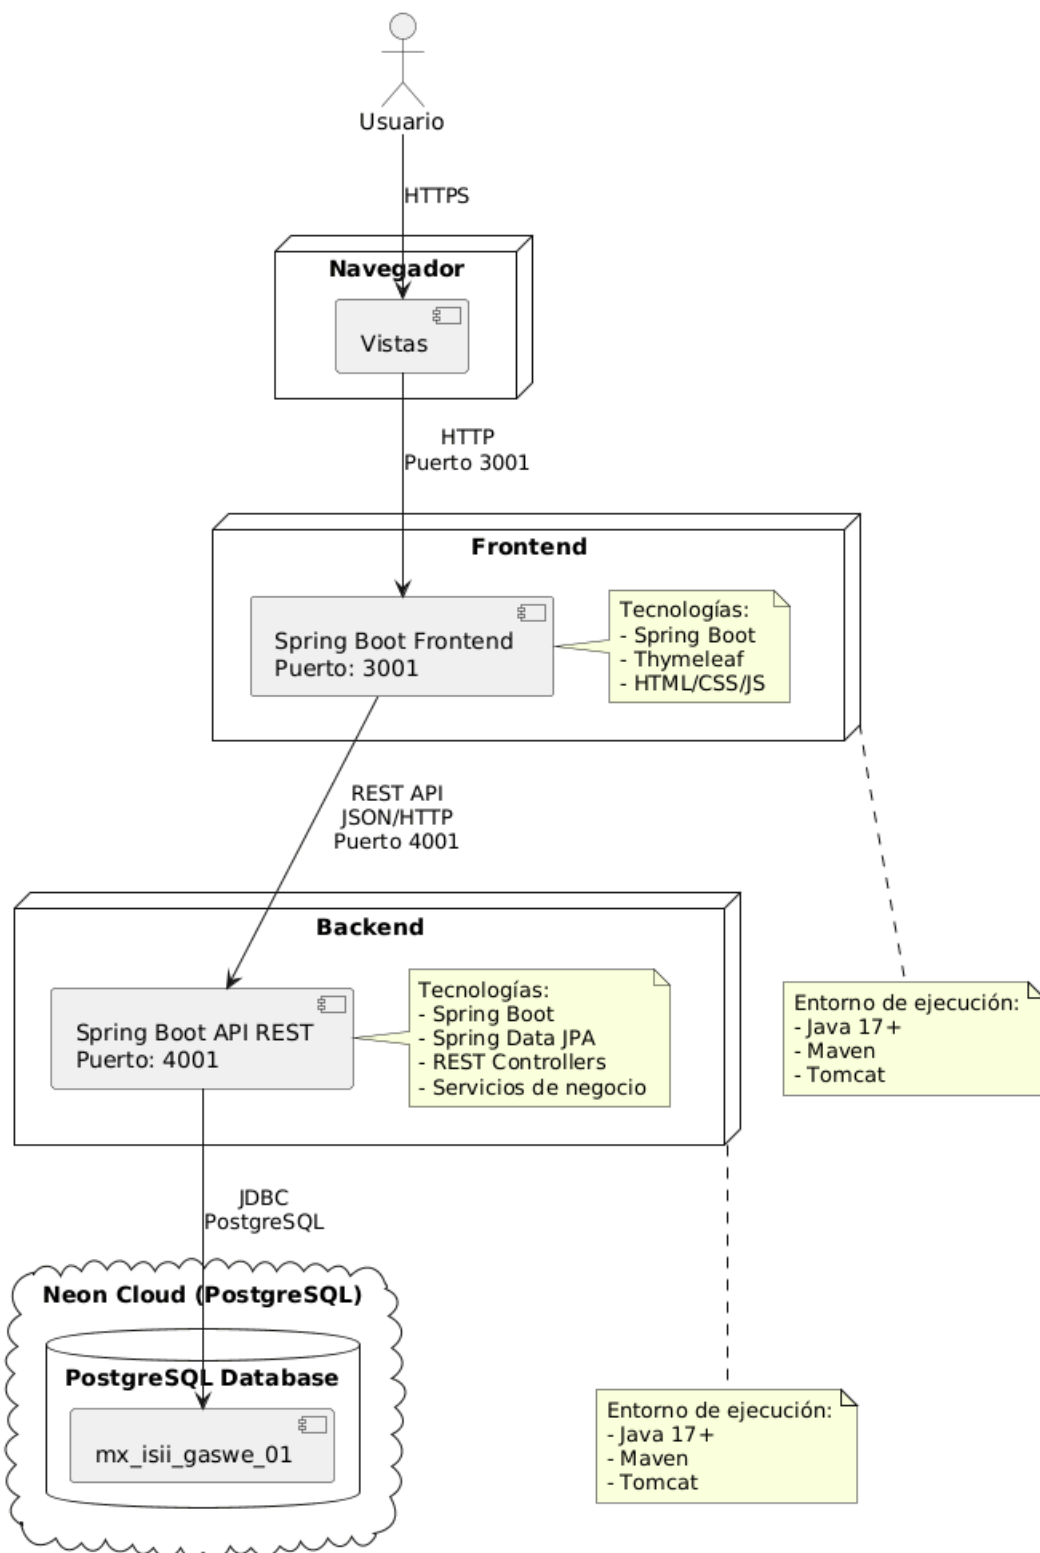 Usuario
HTTPS
Navegador
Vistas
HTTP
Puerto 3001
Frontend
Spring Boot Frontend
Puerto: 3001
Tecnologías:
- Spring Boot
- Thymeleaf
- HTML/CSS/JS
REST API
JSON/HTTP
Puerto 4001
Backend
Spring Boot API REST
Puerto: 4001
Tecnologías:
- Spring Boot
- Spring Data JPA
- REST Controllers
- Servicios de negocio
Entorno de ejecución:
- Java 17+
- Maven
- Tomcat
JDBC
PostgreSQL
Neon Cloud (PostgreSQL)
PostgreSQL Database
mx_isii_gaswe_01
Entorno de ejecución:
- Java 17+
- Maven
- Tomcat